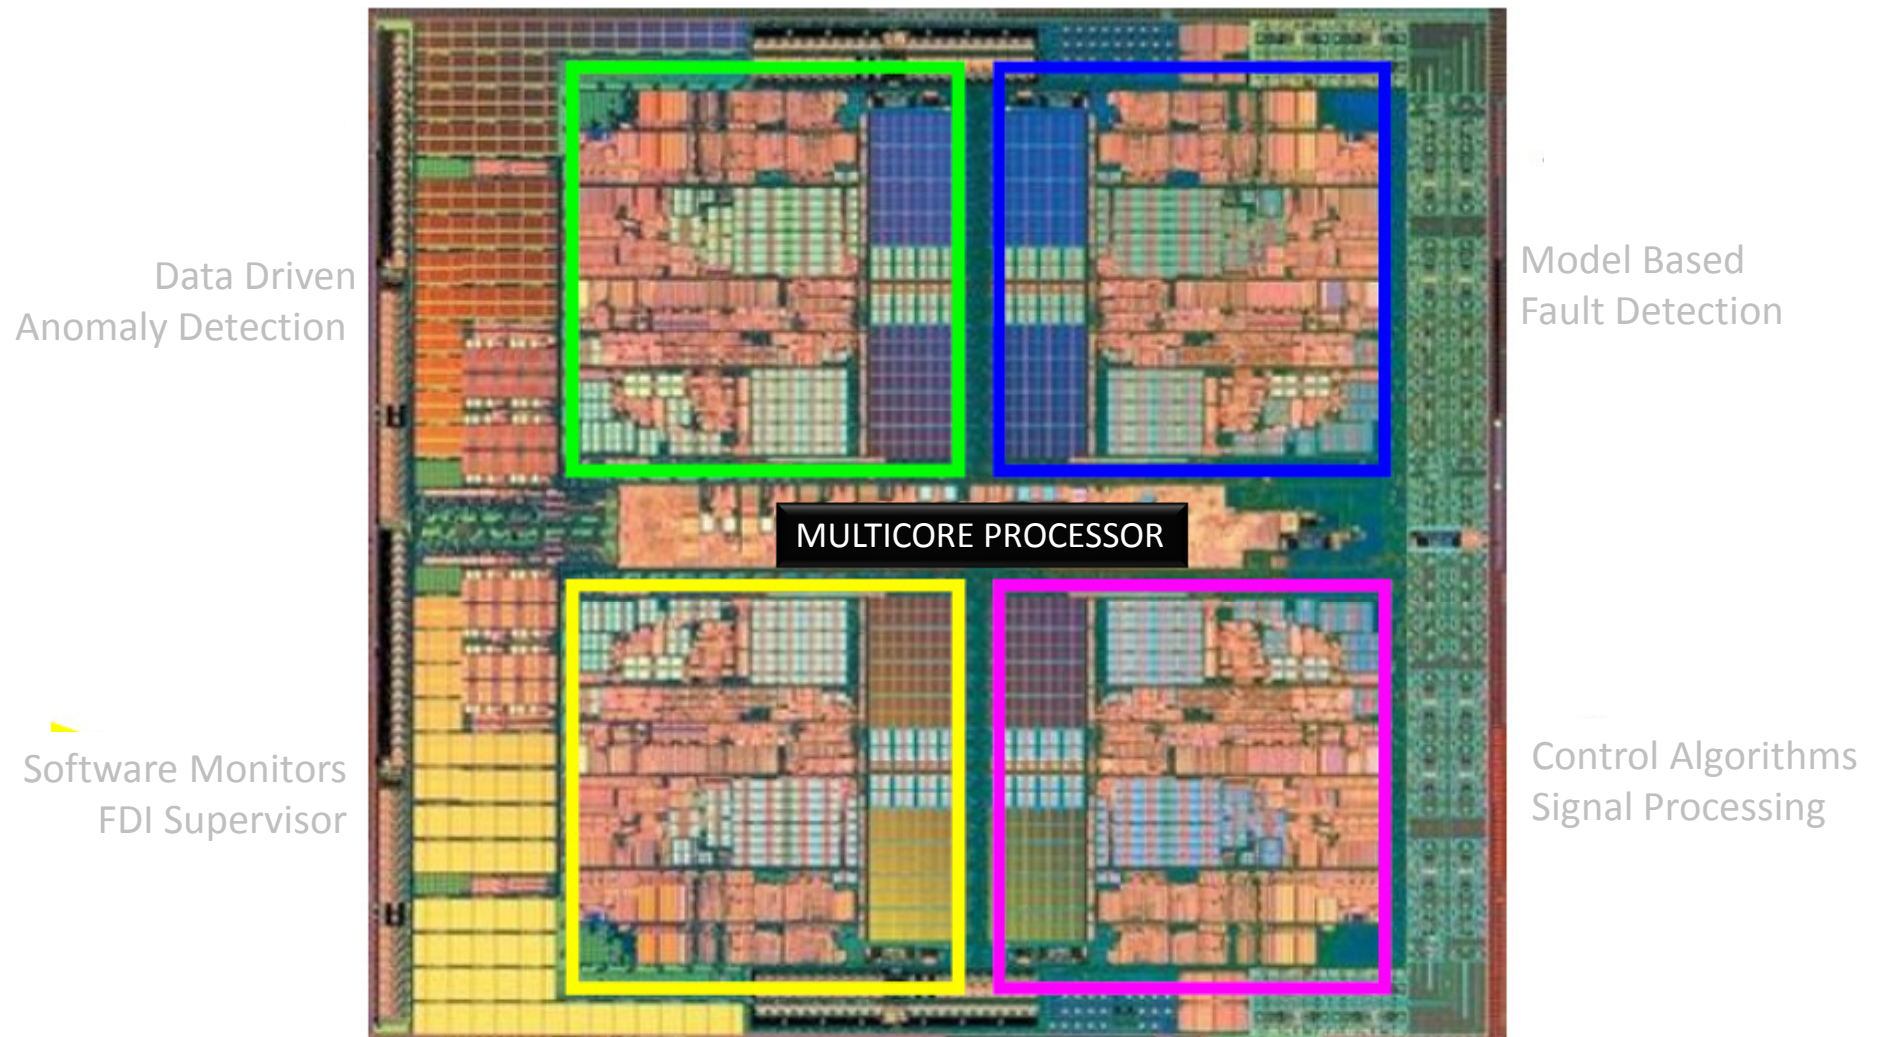 Data Driven
Anomaly Detection
Model Based
Fault Detection
MULTICORE PROCESSOR
Software Monitors
FDI Supervisor
Control Algorithms
Signal Processing